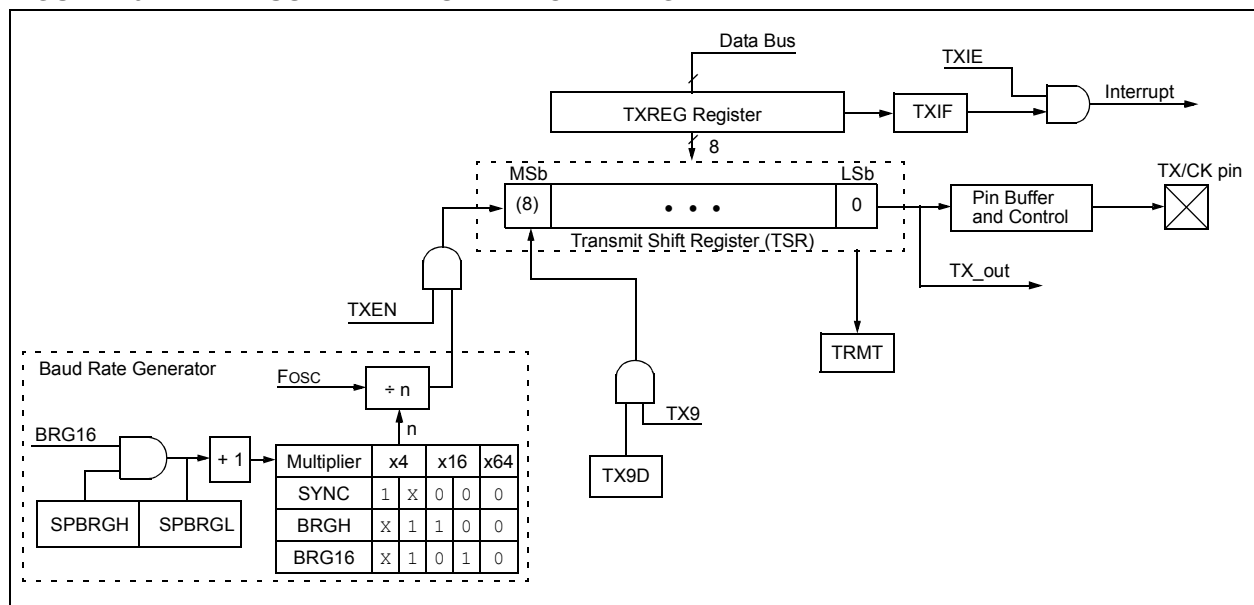 Data Bus
TXIE
Interrupt
TXREG Register
TXIF
8
MSb
LSb
TX/CK pin
(8)
• • •
0
Pin Buffer
and Control
Transmit Shift Register (TSR)
TX_out
TXEN
TRMT
Baud Rate Generator
FOSC
÷ n
TX9
n
BRG16
+ 1
Multiplier x4 x16 x64
TX9D
SYNC 1 X 0 0 0
SPBRGH SPBRGL
BRGH X 1 1 0 0
BRG16 X 1 0 1 0